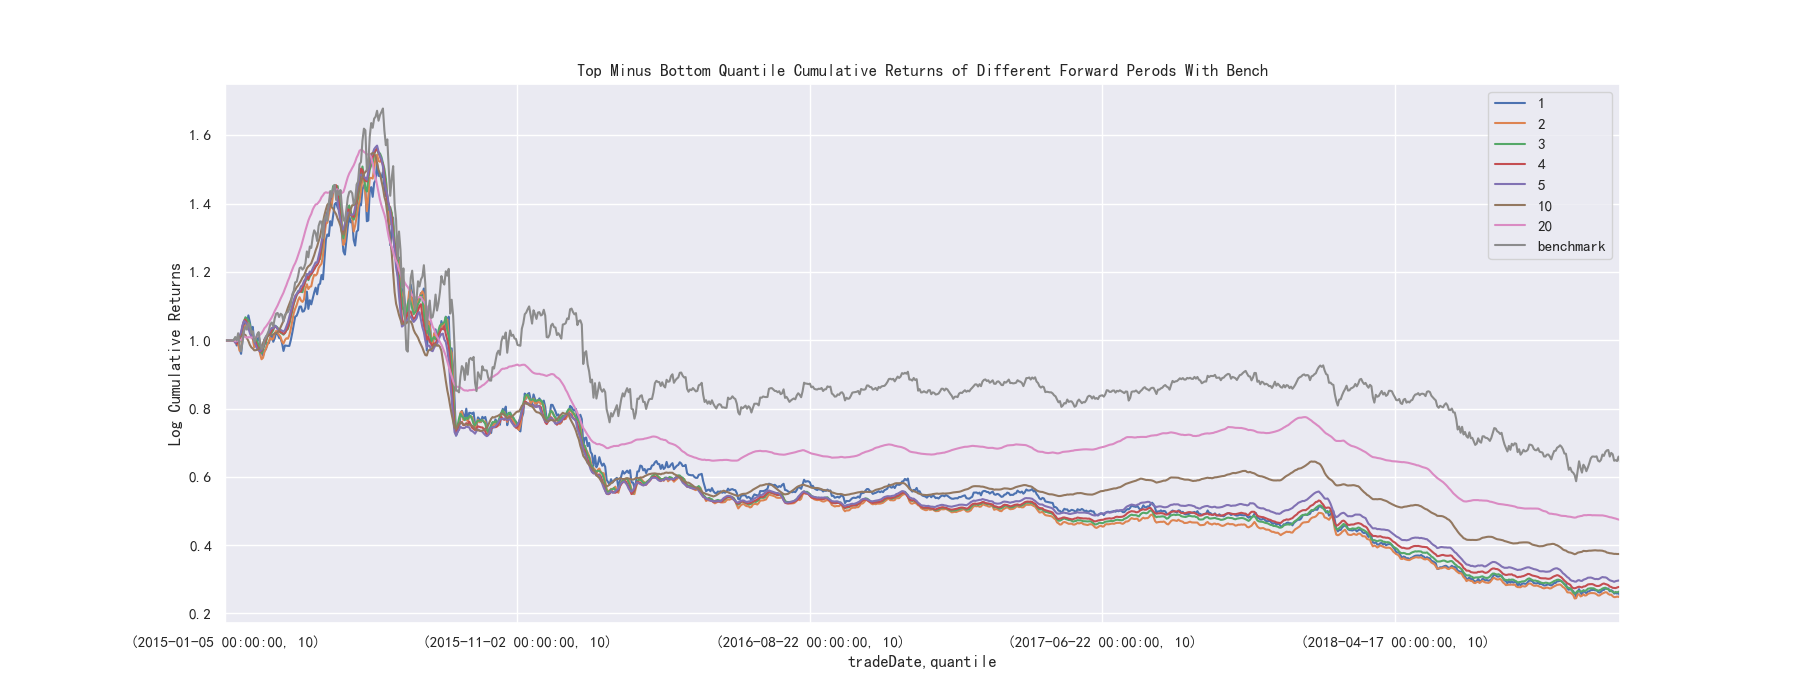 Top Minus Bottom Quantile Cumulative Returns of Different Forward Perods With Bench
1
2
3
4
5
10
20
benchmark
Log Cumulative Returns
1.6
1.4
1.2
1.0
0.8
0.6
0.4
0.2
(2015-01-05 00:00:00, 10)
(2015-11-02 00:00:00, 10)
(2016-08-22 00:00:00, 10)
(2017-06-22 00:00:00, 10)
(2018-04-17 00:00:00, 10)
tradeDate,quantile